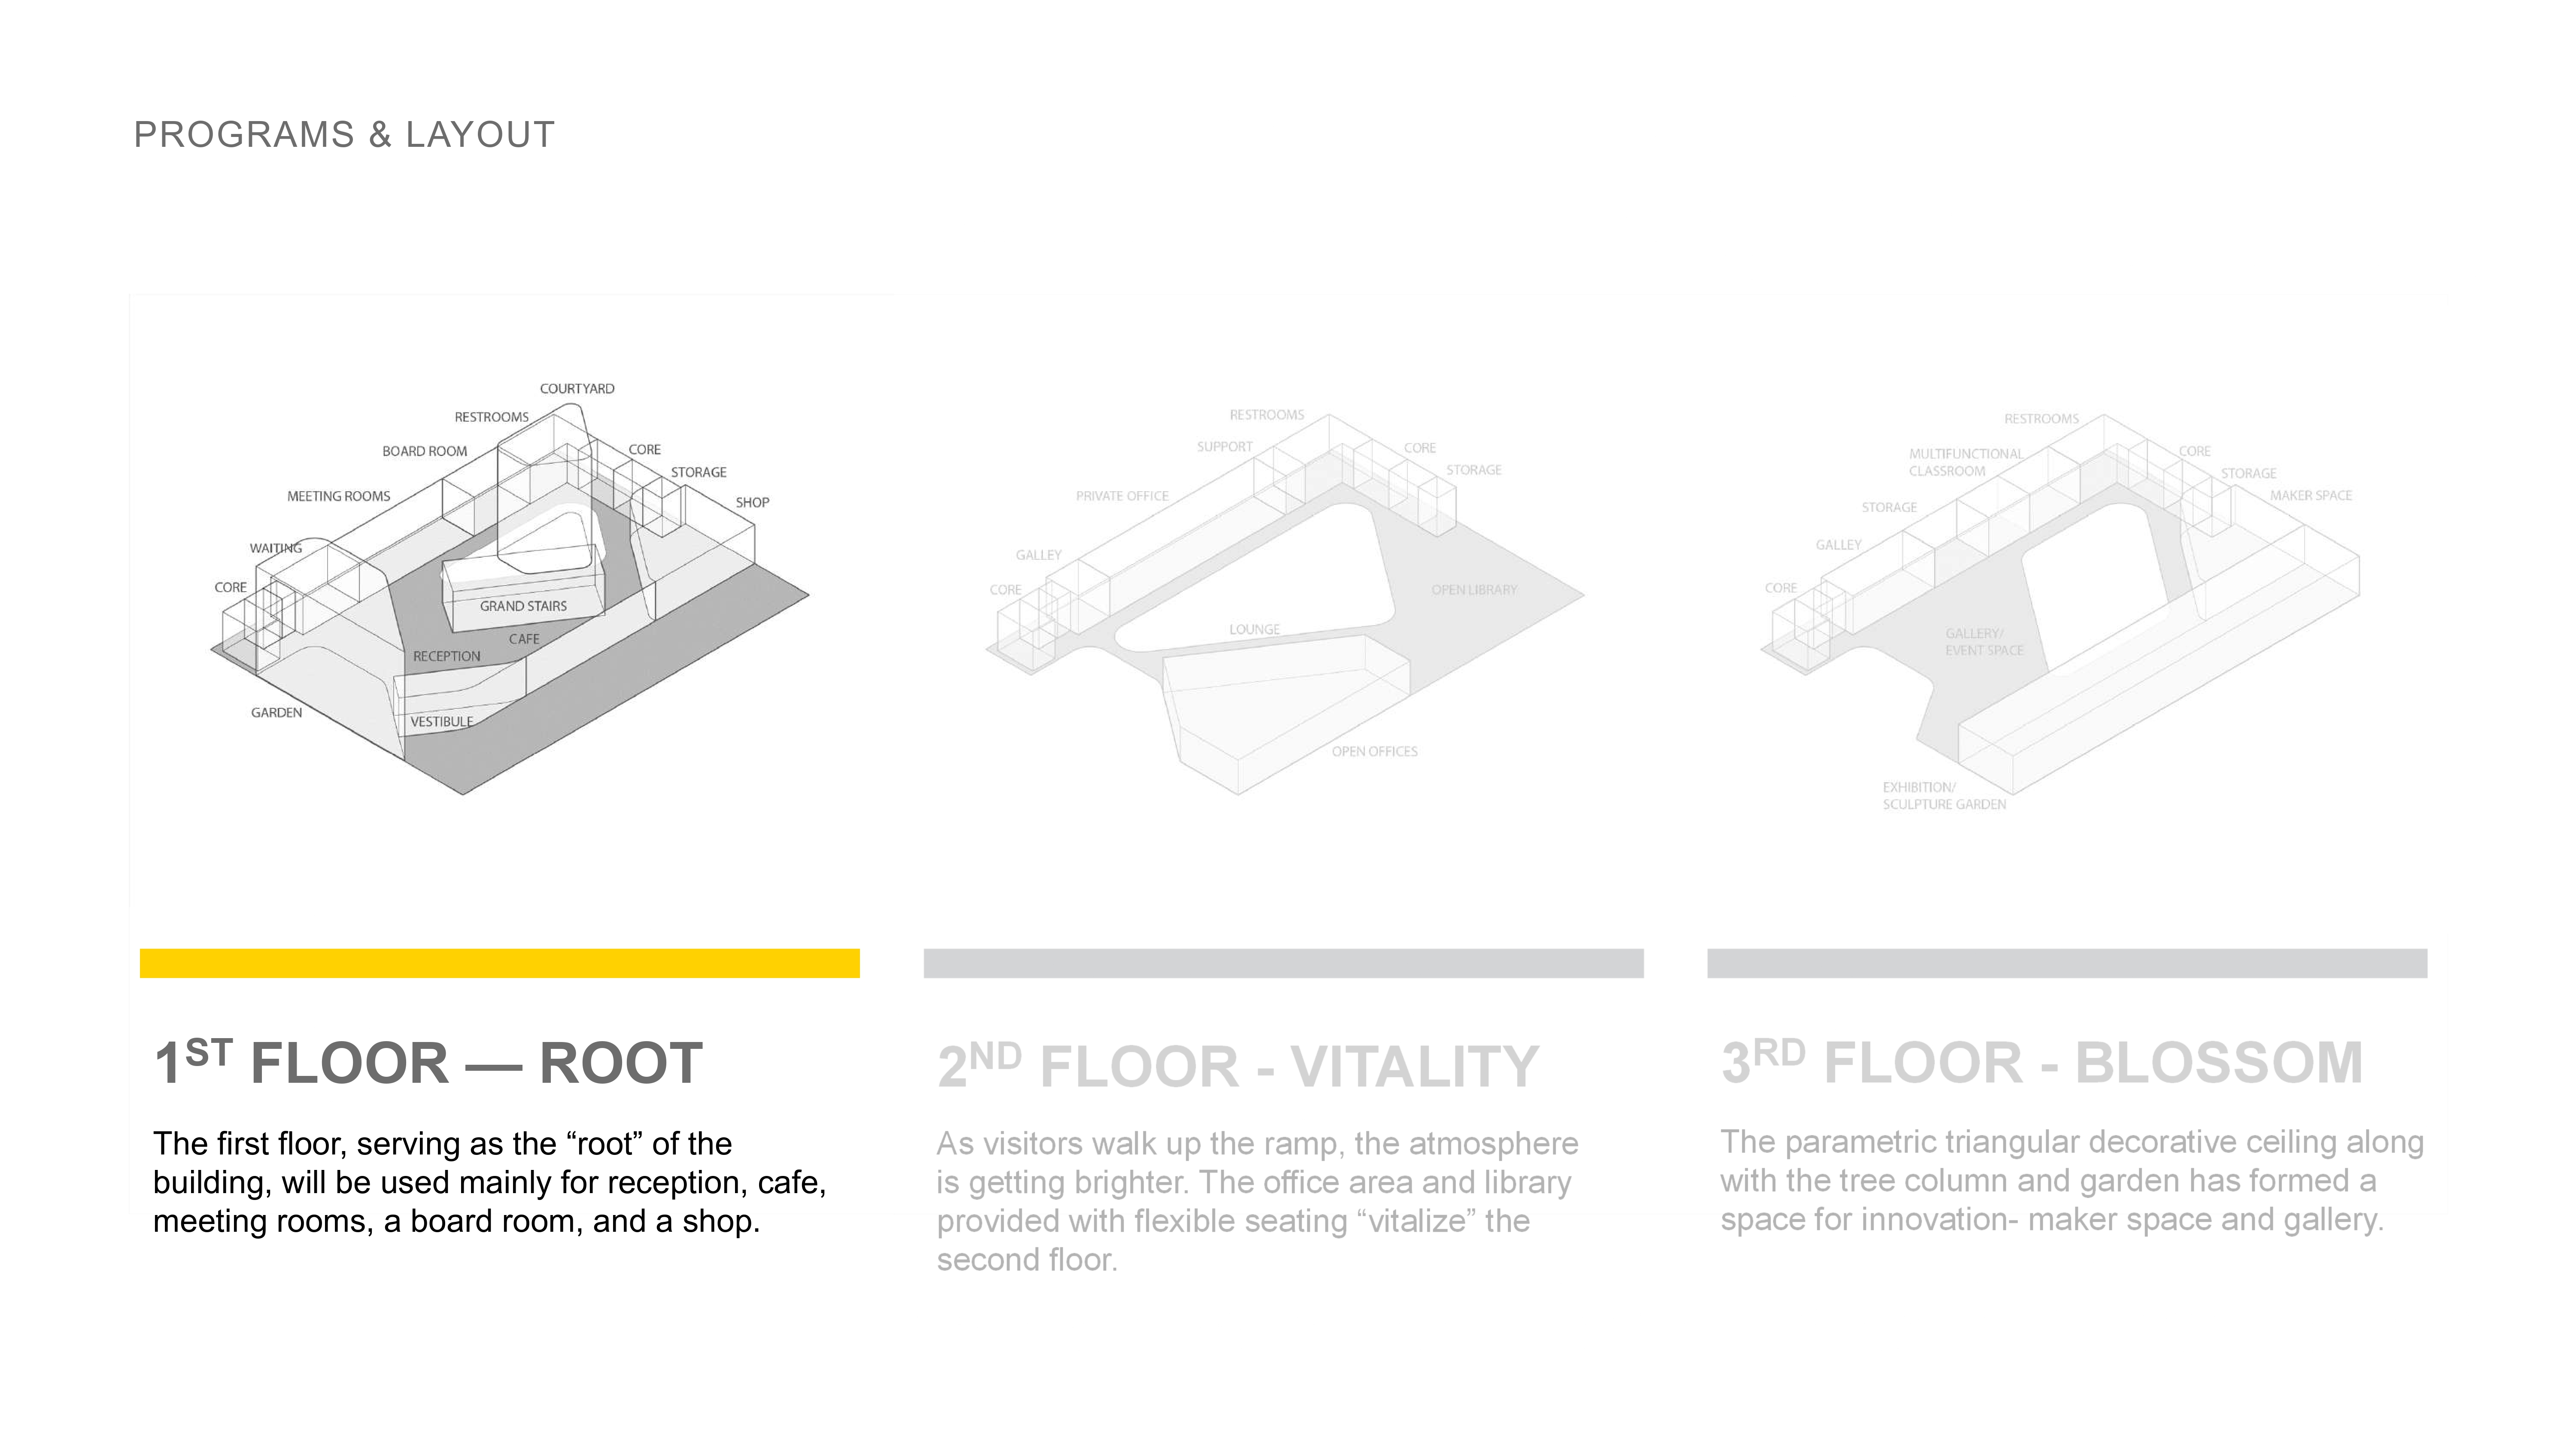 PROGRAMS & LAYOUT
COURTYARD
RESTROOMS
BOARD ROOM
CORE
STORAGE
MEETING ROOMS
SHOP
WAITING
CORE
GRAND STAIRS
CAFE
RECEPTION
GARDEN
VESTIBULE
RESTROOMS
SUPPORT
CORE
STORAGE
PRIVATE OFFICE
GALLEY
CORE
OPEN LIBRARY
LOUNGE
OPEN OFFICES
RESTROOMS
MULTIFUNCTIONAL
CLASSROOM
CORE
STORAGE
MAKER SPACE
STORAGE
GALLEY
CORE
GALLERY/
EVENT SPACE
EXHIBITION/
SCULPTURE GARDEN
1ST FLOOR — ROOT
The first floor, serving as the “root” of the
building, will be used mainly for reception, cafe,
meeting rooms, a board room, and a shop.
2ND FLOOR - VITALITY
As visitors walk up the ramp, the atmosphere
is getting brighter. The office area and library
provided with flexible seating “vitalize” the
second floor.
3RD FLOOR - BLOSSOM
The parametric triangular decorative ceiling along
with the tree column and garden has formed a
space for innovation- maker space and gallery.